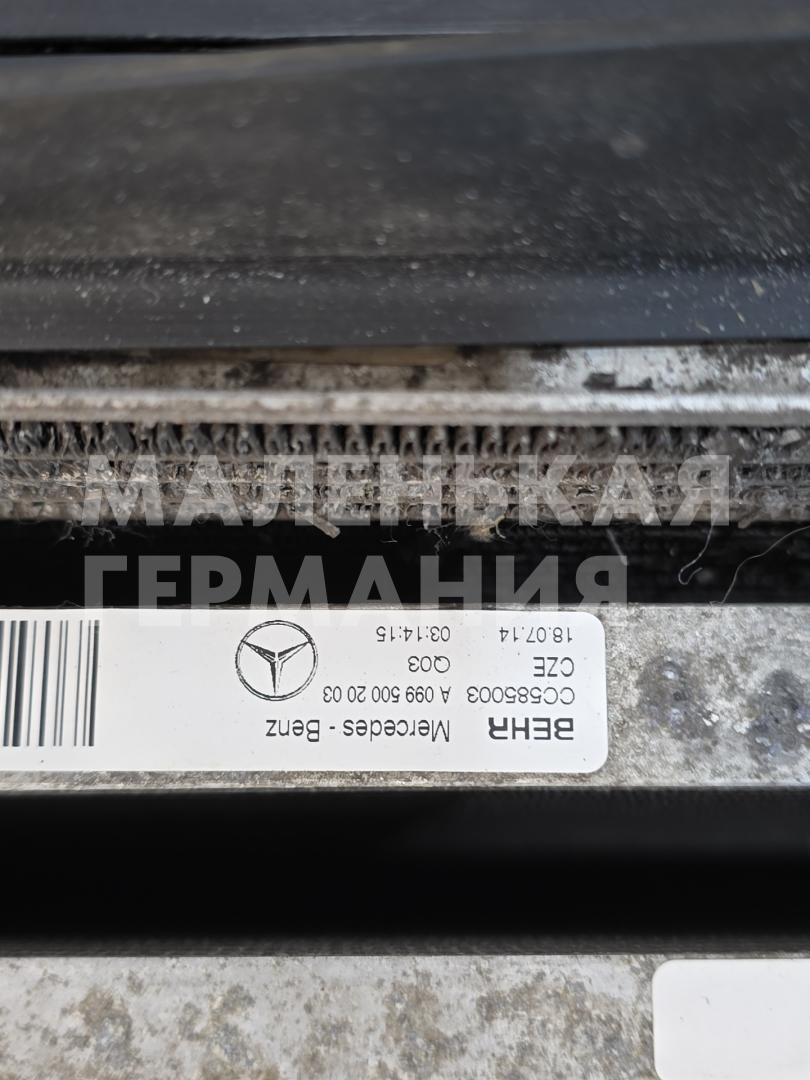 МАЛЕНЬКАЯ
ГЕРМАНИЯ
BEHR Mercedes - Benz
CC585003 A 099 500 20 03
CZE Q03
18.07.14 03:14:15